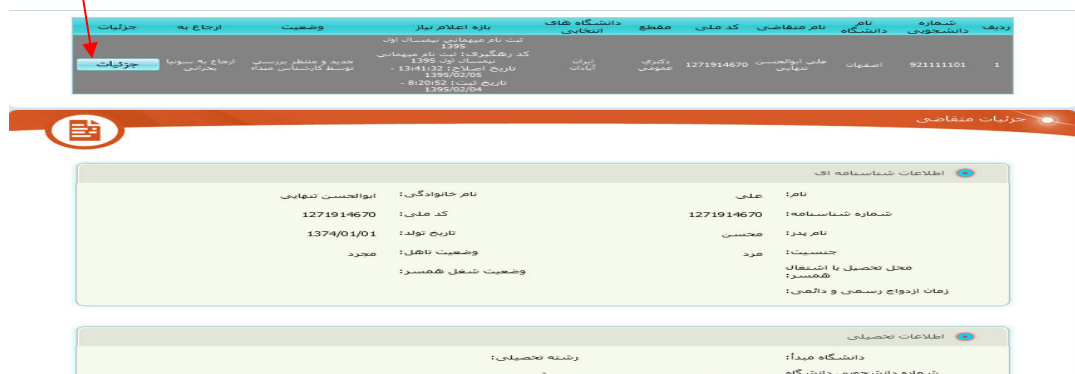 ردیف شماره دانشجویی نام دانشگاه نام متقاضی کد ملی مقطع دانشگاه های انتخابی بازه اعلام نیاز وضعیت ارجاع به جزئیات
1 921111101 اصفهان علی ابوالحسن تنهایی 1271914670 دکترای عمومی ایران آبادان
ثبت نام میهمانی نیمسال اول
1395
کد رهگیری: ثبت نام میهمانی
نیمسال اول 1395
تاریخ اصلاح: 13:41:32 -
1395/02/05
تاریخ ثبت: 8:20:52 -
1395/02/04
جدید و منتظر بررسی
توسط کارشناس مبداء
ارجاع به سونیا
بحرانی
جزئیات
جزئیات متقاضی
اطلاعات شناسنامه ای
نام: علی نام خانوادگی: ابوالحسن تنهایی
شماره شناسنامه: 1271914670 کد ملی: 1271914670
نام پدر: محسن تاریخ تولد: 1374/01/01
جنسیت: مرد وضعیت تاهل: مجرد
محل تحصیل یا اشتغال همسر: وضعیت شغل همسر:
زمان ازدواج رسمی و دائمی:
اطلاعات تحصیلی
دانشگاه مبدأ: رشته تحصیلی:
شماره دانشجویی دانشگاه